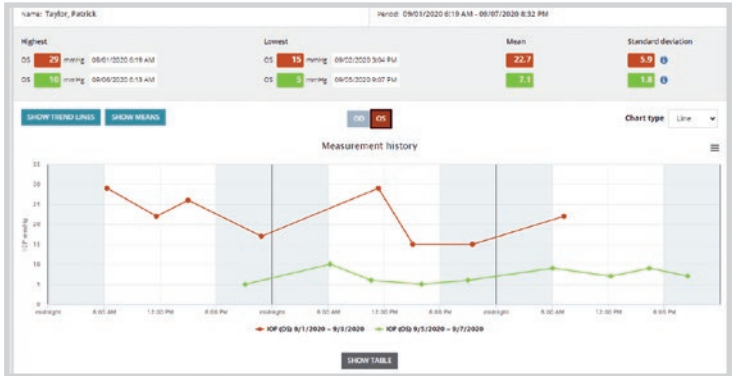 Name: Taylor, Patrick
Period: 09/01/2020 6:19 AM - 09/07/2020 8:32 PM
Highest Lowest Mean Standard deviation
OS 29 mmHg 09/01/2020 6:19 AM OS 15 mmHg 09/02/2020 3:04 PM 22.7 5.9
OS 10 mmHg 09/06/2020 6:13 AM OS 5 mmHg 09/05/2020 9:07 PM 7.1 1.8
SHOW TREND LINES SHOW MEANS OD OS Chart type Line
Measurement history
35
30
25
20
15
10
5
0
IOP mmHg
midnight 6:00 AM 12:00 PM 6:00 PM midnight 6:00 AM 12:00 PM 6:00 PM midnight 6:00 AM 12:00 PM 6:00 PM
IOP (OS) 9/1/2020 – 9/3/2020 IOP (OS) 9/5/2020 – 9/7/2020
SHOW TABLE